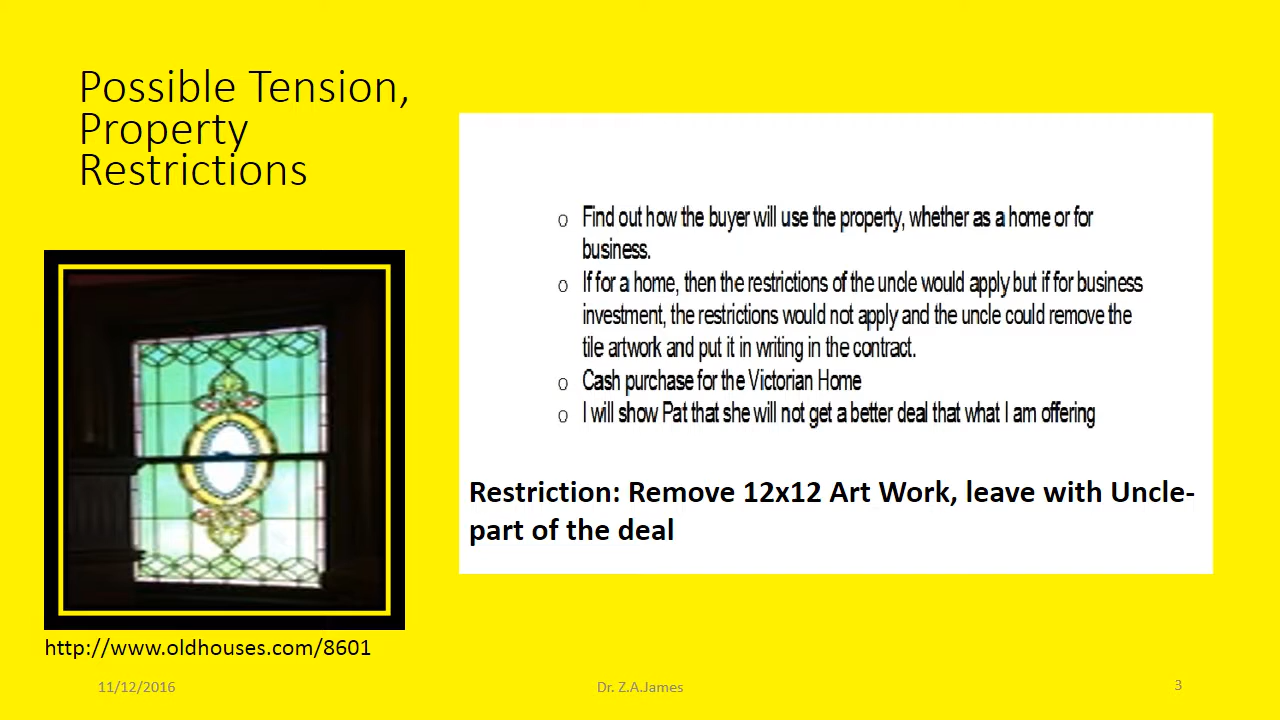 Possible Tension,
Property
Restrictions
o Find out how the buyer will use the property, whether as a home or for
business.
o If for a home, then the restrictions of the uncle would apply but if for business
investment, the restrictions would not apply and the uncle could remove the
tile artwork and put it in writing in the contract.
o Cash purchase for the Victorian Home
o I will show Pat that she will not get a better deal that what I am offering
Restriction: Remove 12x12 Art Work, leave with Uncle-
part of the deal
http://www.oldhouses.com/8601
11/12/2016
Dr. Z.A.James
3